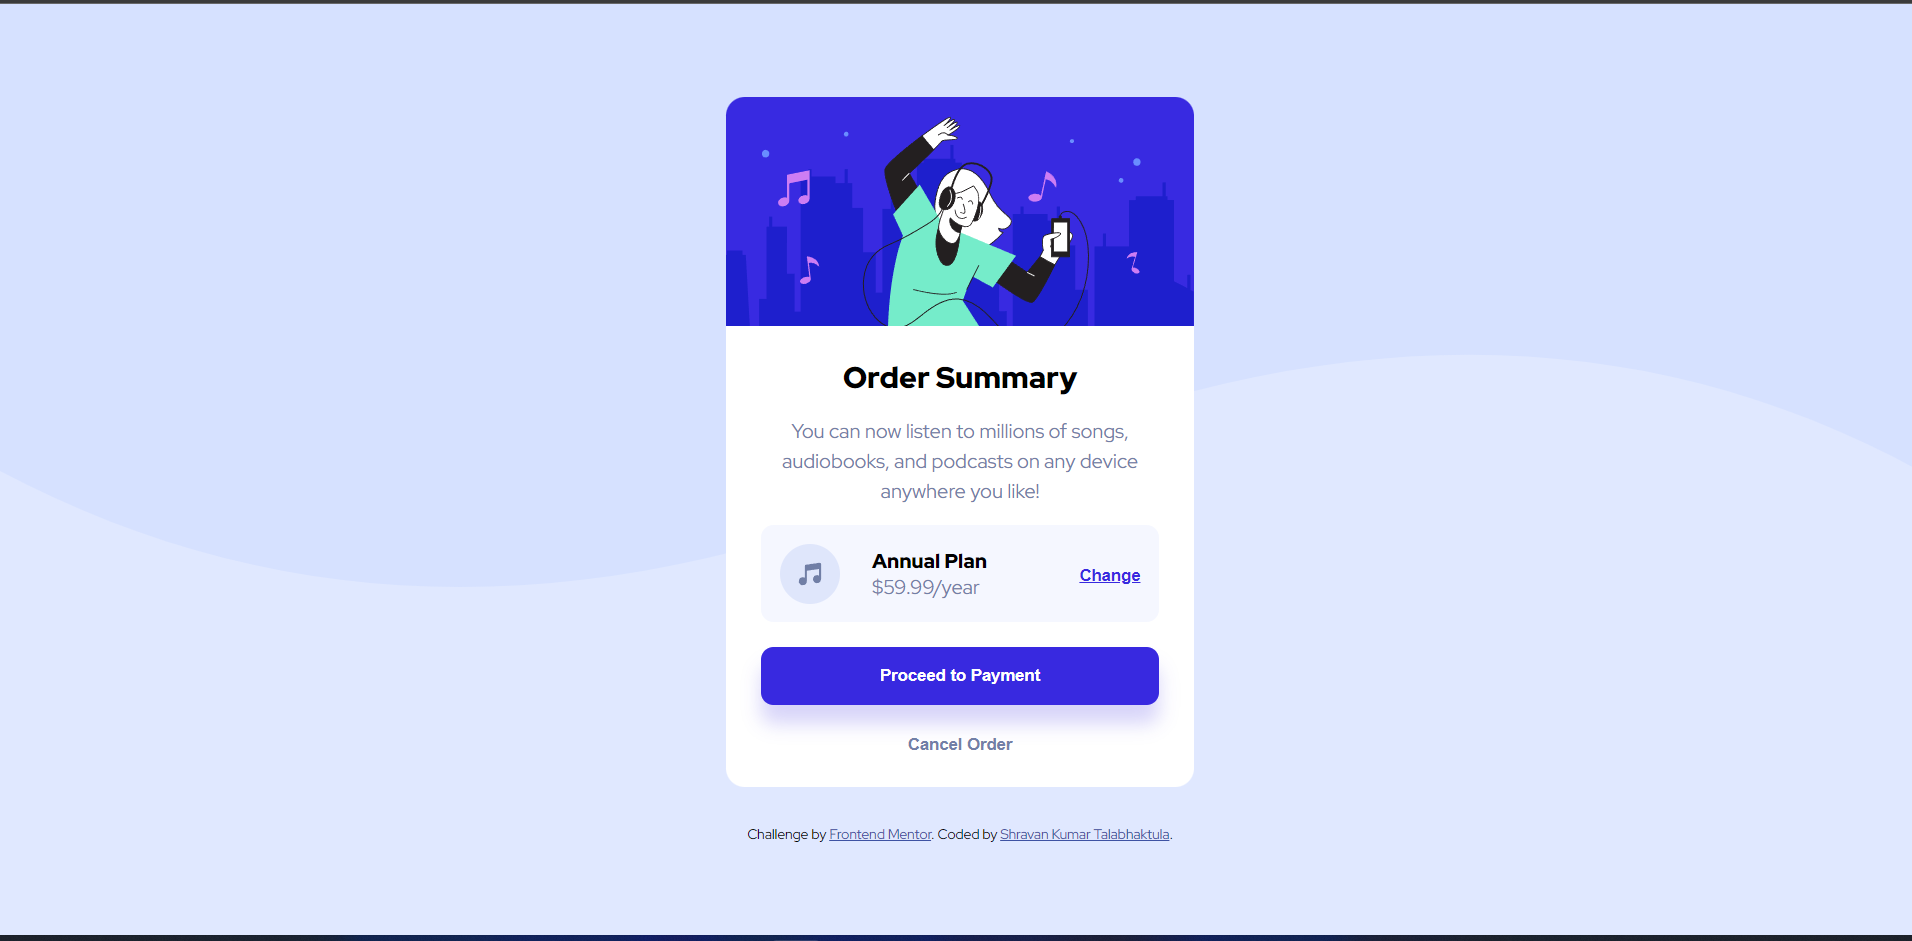 Order Summary
You can now listen to millions of songs,
audiobooks, and podcasts on any device
anywhere you like!
Annual Plan
$59.99/year
Change
Proceed to Payment
Cancel Order
Challenge by Frontend Mentor. Coded by Shravan Kumar Talabhaktula.